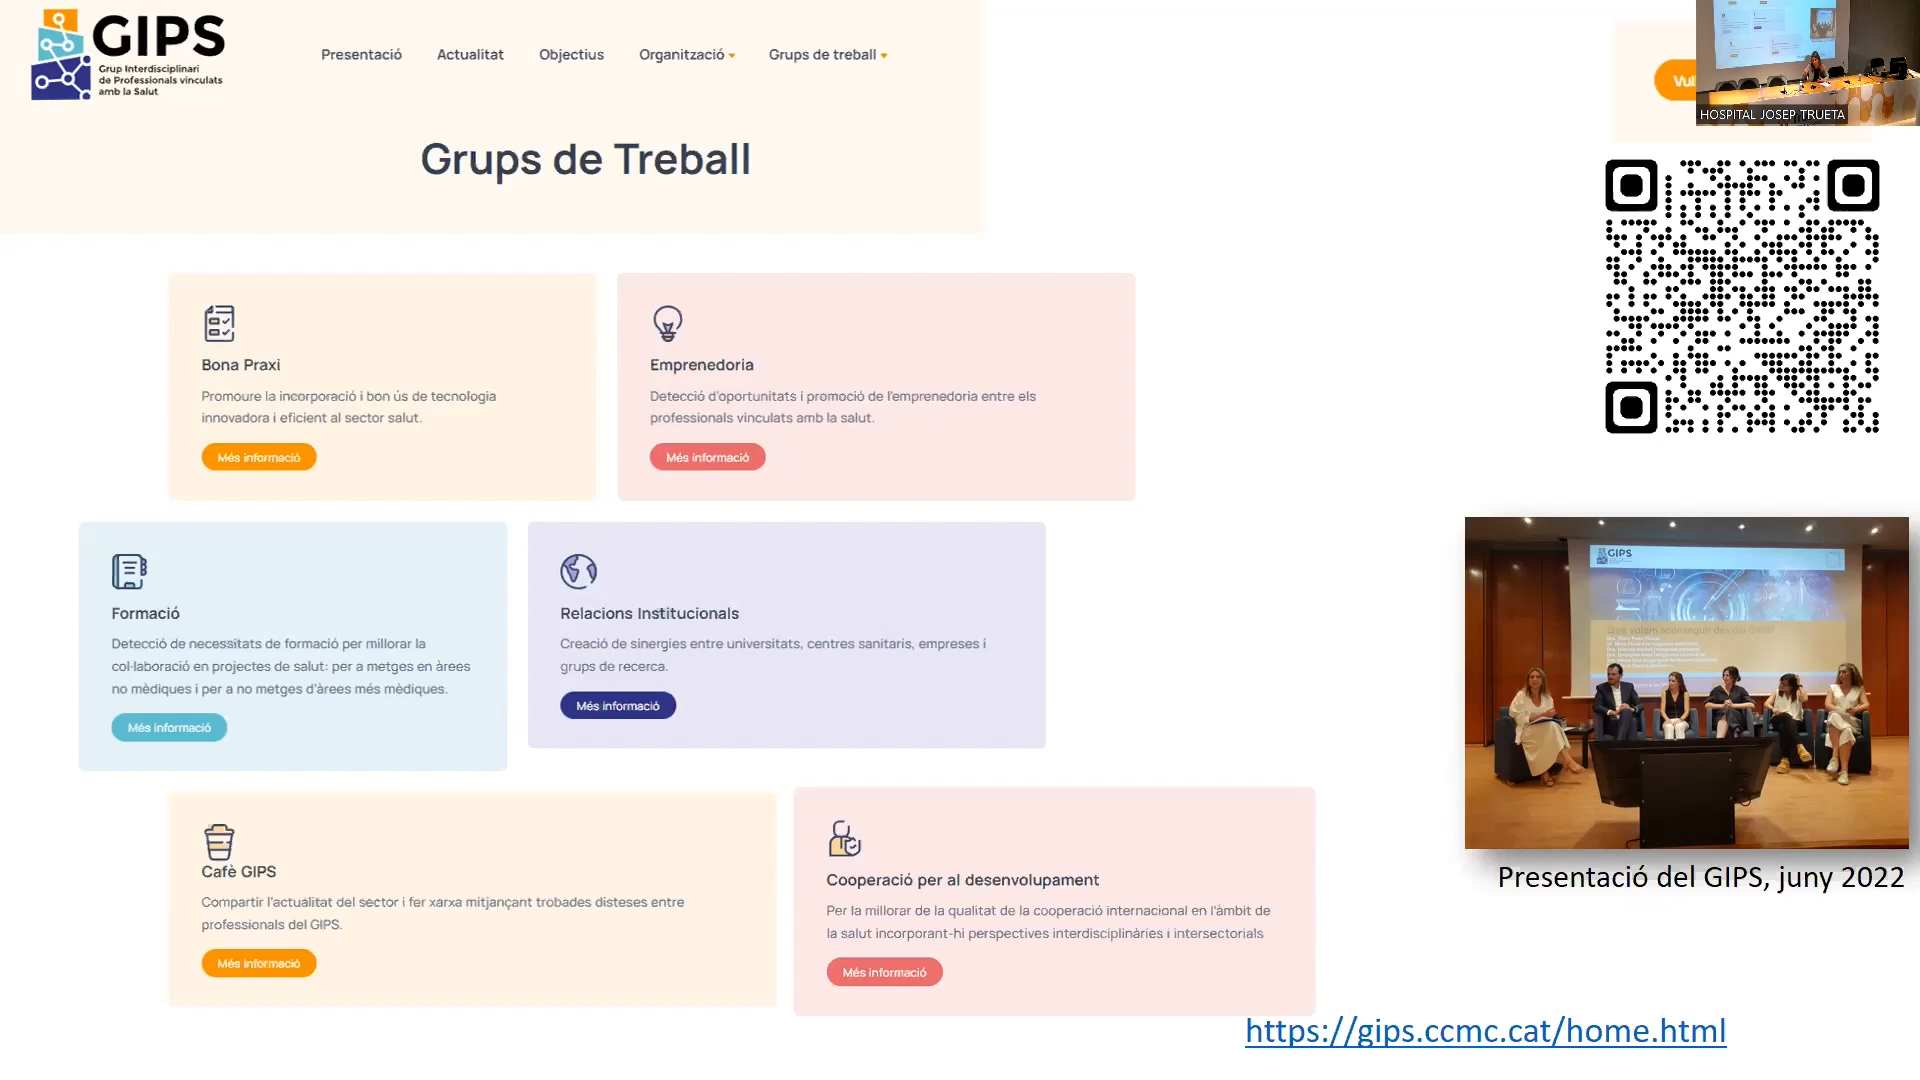 GIPS
Grup Interdisciplinari
de Professionals vinculats
amb la Salut
Presentació
Actualitat
Objectius
Organització
Grups de treball
Vul
HOSPITAL JOSEP TRUETA
Grups de Treball
Bona Praxi
Promoure la incorporació i bon ús de tecnologia
innovadora i eficient al sector salut.
Més informació
Emprenedoria
Detecció d'oportunitats i promoció de l'emprenedoria entre els
professionals vinculats amb la salut.
Més informació
Formació
Detecció de necessitats de formació per millorar la
col·laboració en projectes de salut: per a metges en àrees
no mèdiques i per a no metges d'àrees més mèdiques.
Més informació
Relacions Institucionals
Creació de sinergies entre universitats, centres sanitaris, empreses i
grups de recerca.
Més informació
GIPS
Què volem aconseguir des del GIPS?
Presentació del GIPS, juny 2022
Cafè GIPS
Compartir l'actualitat del sector i fer xarxa mitjançant trobades disteses entre
professionals del GIPS.
Més informació
Cooperació per al desenvolupament
Per la millorar de la qualitat de la cooperació internacional en l'àmbit de
la salut incorporant-hi perspectives interdisciplinàries i intersectorials
Més informació
https://gips.ccmc.cat/home.html